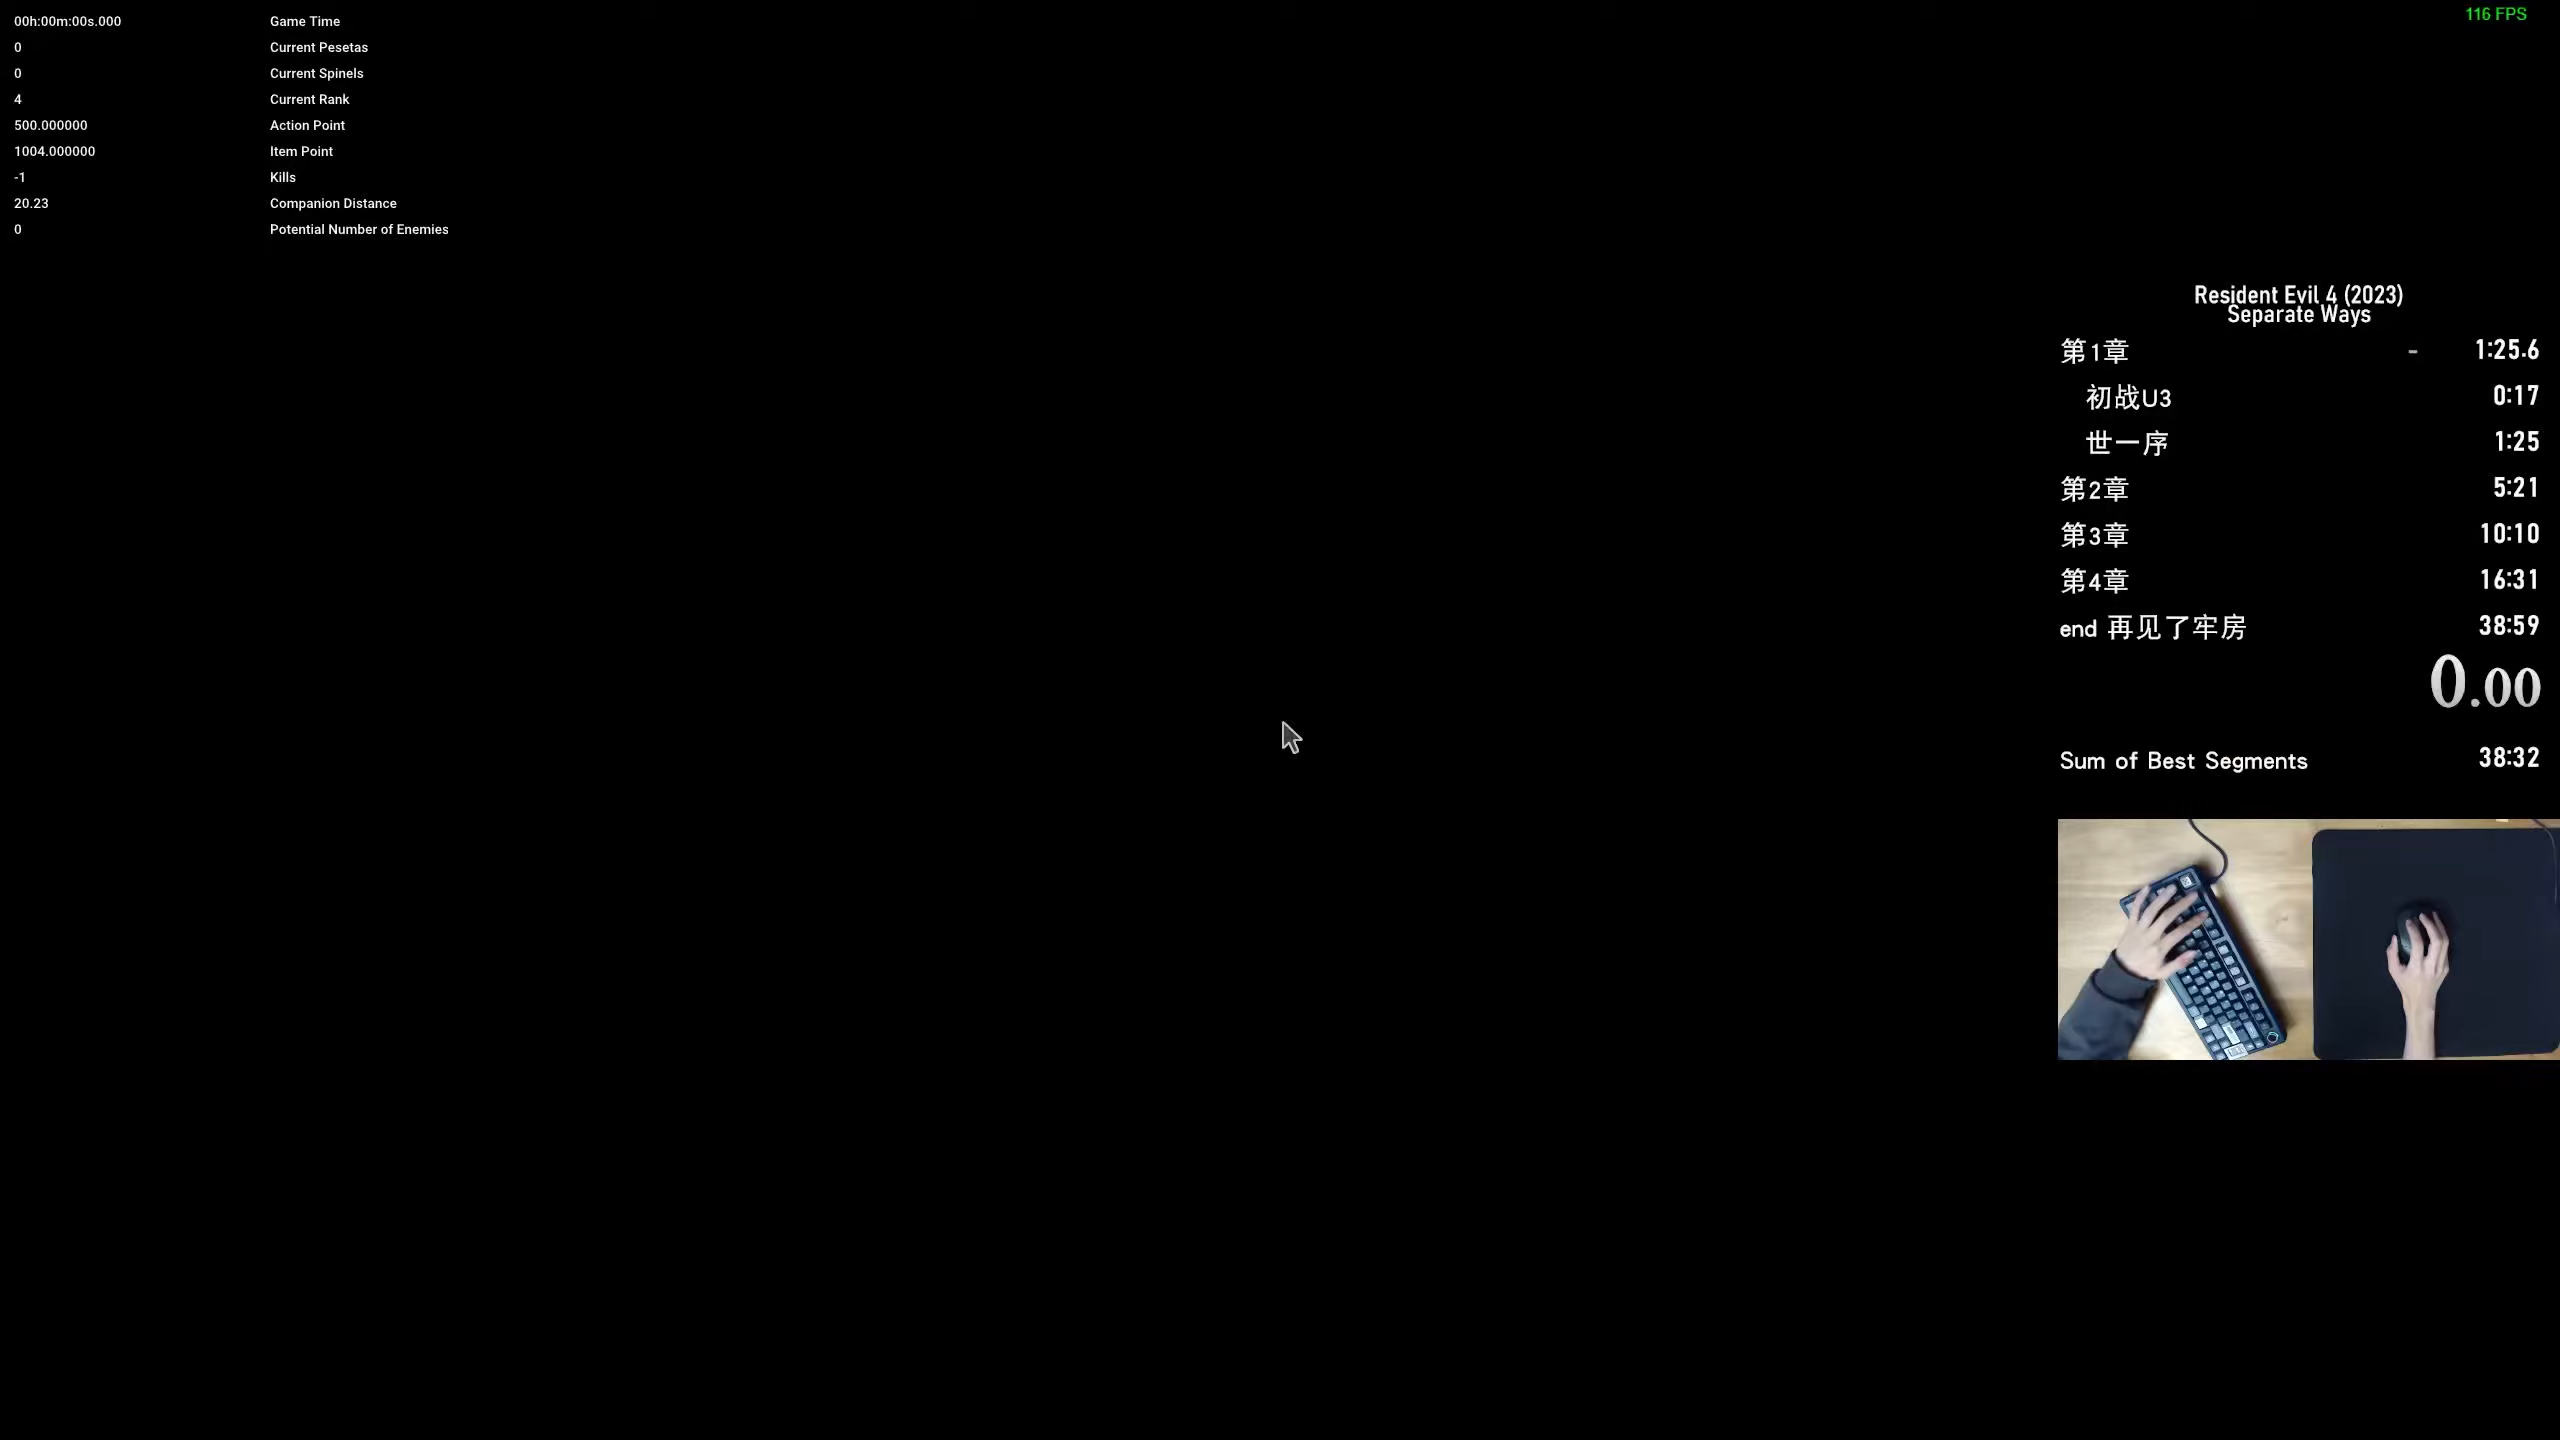 00h:00m:00s.000 Game Time
0 Current Pesetas
0 Current Spinels
4 Current Rank
500.000000 Action Point
1004.000000 Item Point
-1 Kills
20.23 Companion Distance
0 Potential Number of Enemies
116 FPS
Resident Evil 4 (2023)
Separate Ways
第1章 - 1:25.6
初战U3 0:17
世一序 1:25
第2章 5:21
第3章 10:10
第4章 16:31
end 再见了牢房 38:59
0.00
Sum of Best Segments 38:32